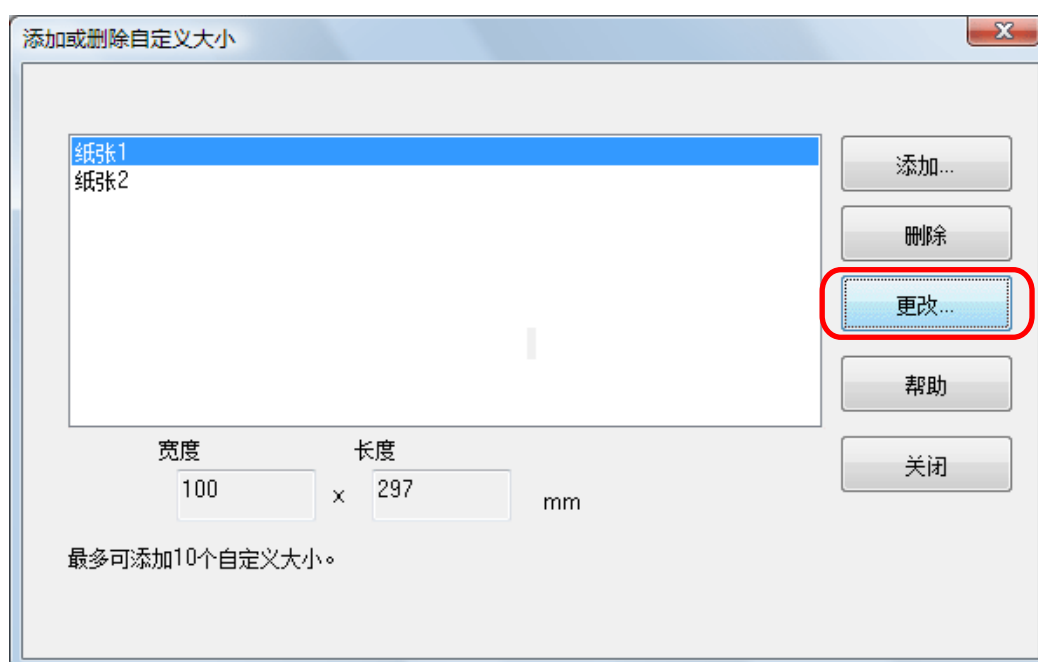 添加或删除自定义大小
纸张1
纸张2
添加...
删除
更改...
帮助
关闭
宽度 长度
100 x 297 mm
最多可添加10个自定义大小。